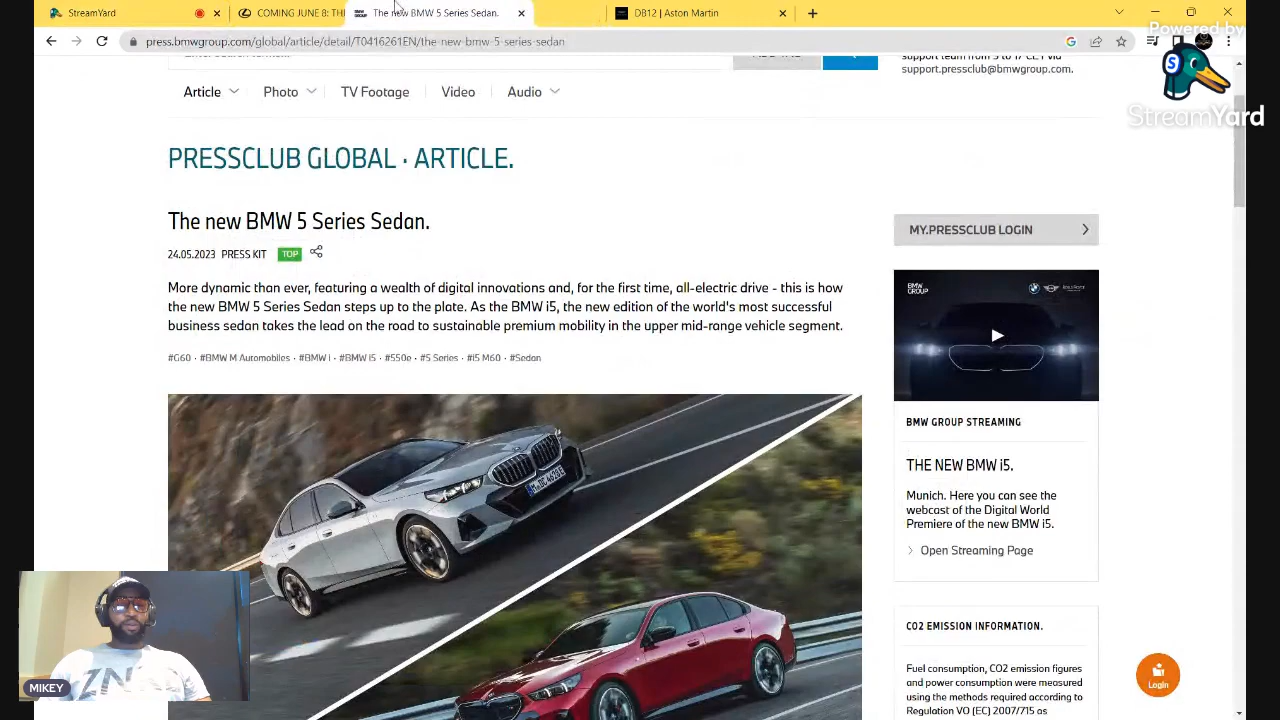 StreamYard
COMING JUNE 8: THE
The new BMW 5 Series Sedan.
DB12 | Aston Martin
Powered by
press.bmwgroup.com/global/article/detail/T0416261EN/the-new-bmw-5-series-sedan
StreamYard
support team from 9 to 17 CET via
support.pressclub@bmwgroup.com.
Article
Photo
TV Footage
Video
Audio
PRESSCLUB GLOBAL · ARTICLE.
The new BMW 5 Series Sedan.
24.05.2023 PRESS KIT TOP
More dynamic than ever, featuring a wealth of digital innovations and, for the first time, all-electric drive - this is how
the new BMW 5 Series Sedan steps up to the plate. As the BMW i5, the new edition of the world's most successful
business sedan takes the lead on the road to sustainable premium mobility in the upper mid-range vehicle segment.
#G60 · #BMW M Automobiles · #BMW i · #BMW i5 · #550e · #5 Series · #i5 M60 · #Sedan
MY.PRESSCLUB LOGIN
BMW
GROUP
BMW GROUP STREAMING
THE NEW BMW i5.
Munich. Here you can see the
webcast of the Digital World
Premiere of the new BMW i5.
Open Streaming Page
CO2 EMISSION INFORMATION.
Fuel consumption, CO2 emission figures
and power consumption were measured
using the methods required according to
Regulation VO (EC) 2007/715 as
Login
MIKEY